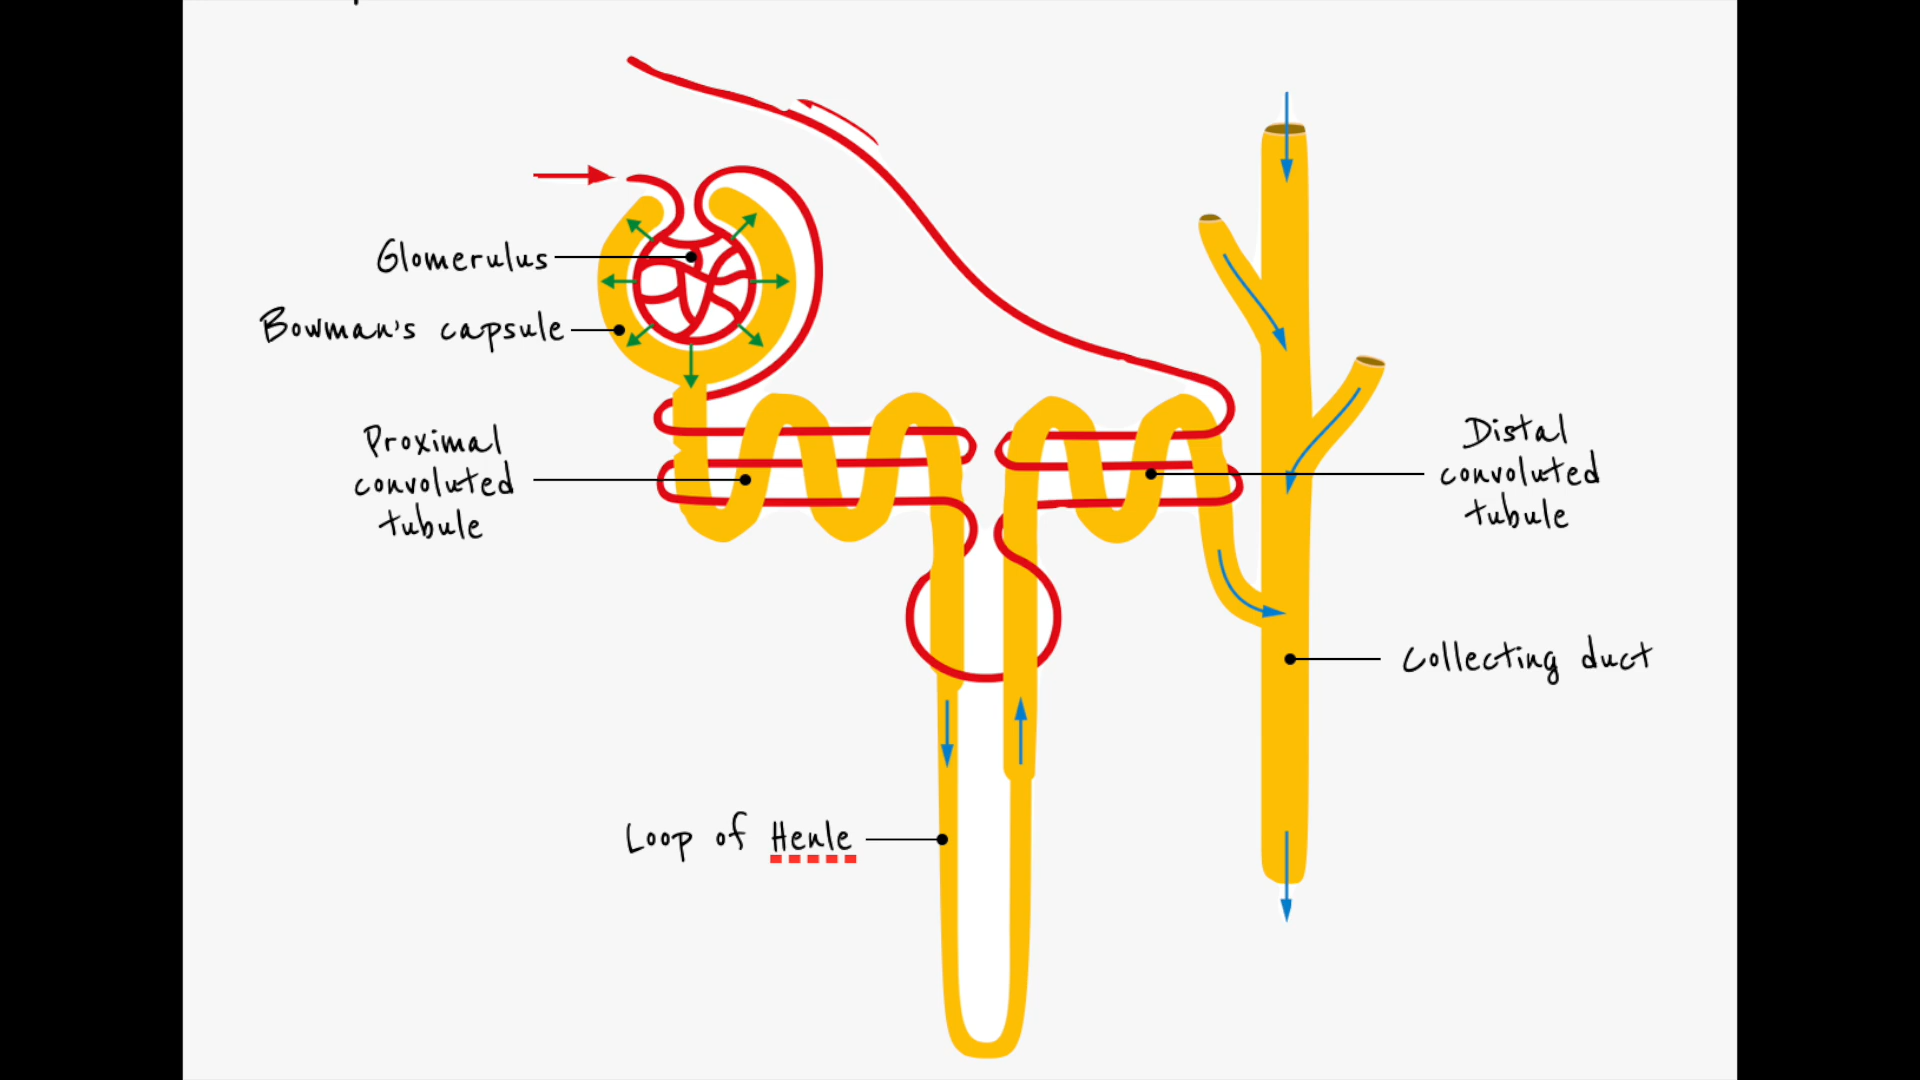 Glomerulus
Bowman's capsule
Proximal
convoluted
tubule
Distal
convoluted
tubule
Collecting duct
Loop of Henle